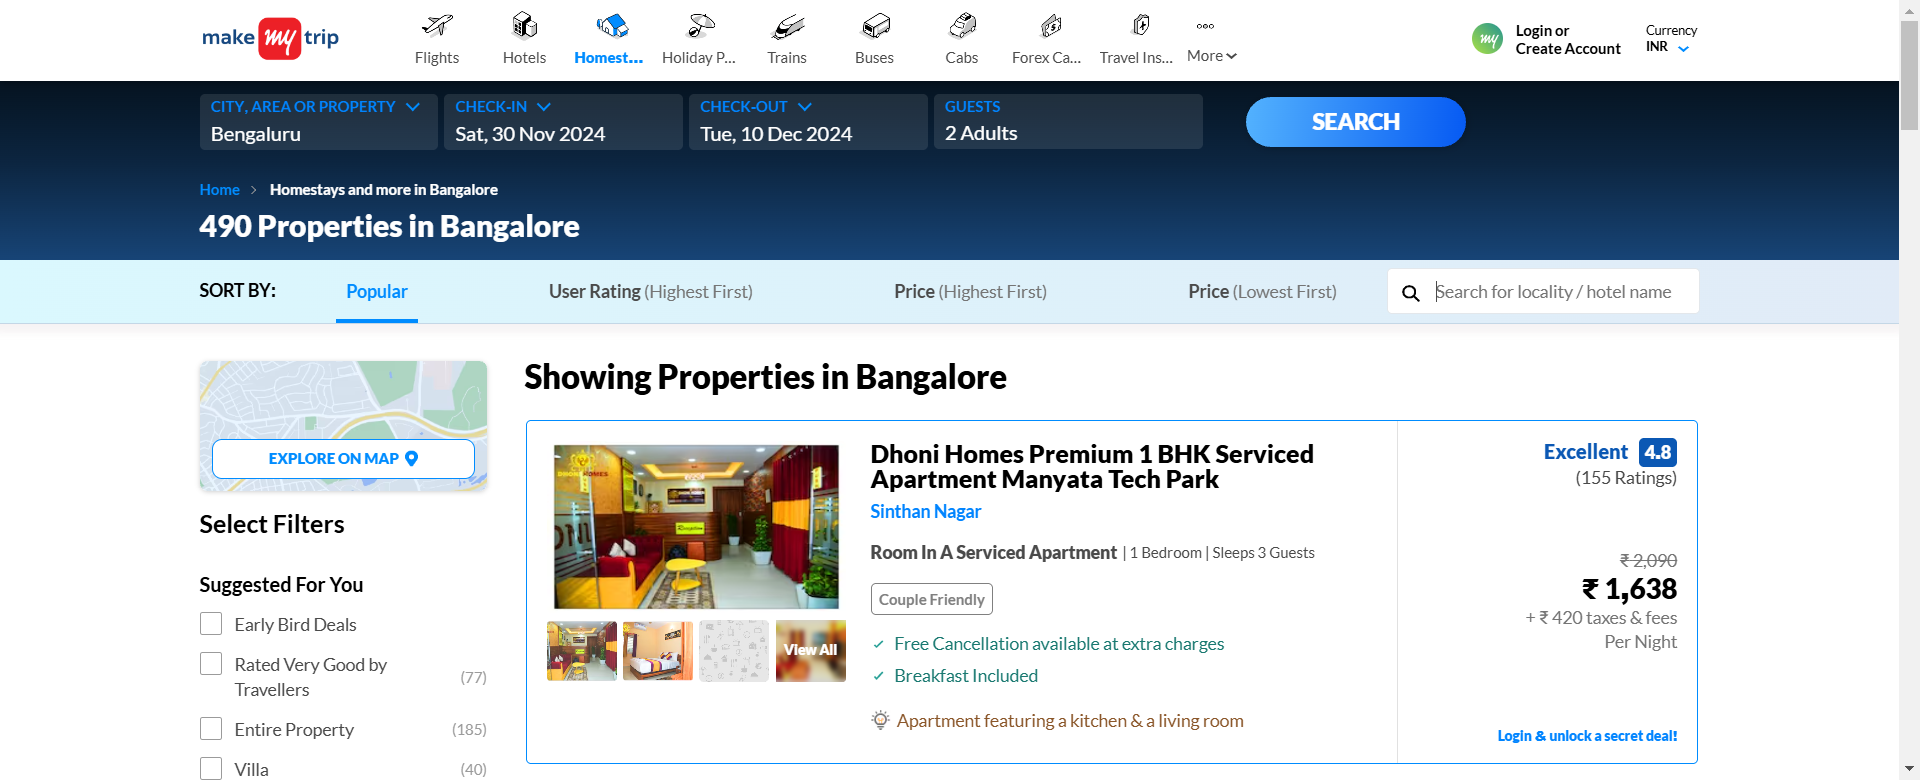 make my trip
Flights
Hotels
Homest...
Holiday P...
Trains
Buses
Cabs
Forex Ca...
Travel Ins...
More
my
Login or
Create Account
Currency
INR
CITY, AREA OR PROPERTY
Bengaluru
CHECK-IN
Sat, 30 Nov 2024
CHECK-OUT
Tue, 10 Dec 2024
GUESTS
2 Adults
SEARCH
Home > Homestays and more in Bangalore
490 Properties in Bangalore
SORT BY:
Popular
User Rating (Highest First)
Price (Highest First)
Price (Lowest First)
Search for locality / hotel name
EXPLORE ON MAP
Select Filters
Suggested For You
Early Bird Deals
Rated Very Good by
Travellers
(77)
Entire Property
(185)
Villa
(40)
Showing Properties in Bangalore
DHONI HOMES
View All
Dhoni Homes Premium 1 BHK Serviced
Apartment Manyata Tech Park
Sinthan Nagar
Room In A Serviced Apartment | 1 Bedroom | Sleeps 3 Guests
Couple Friendly
Free Cancellation available at extra charges
Breakfast Included
Apartment featuring a kitchen & a living room
Excellent 4.8
(155 Ratings)
₹ 2,090
₹ 1,638
+ ₹ 420 taxes & fees
Per Night
Login & unlock a secret deal!